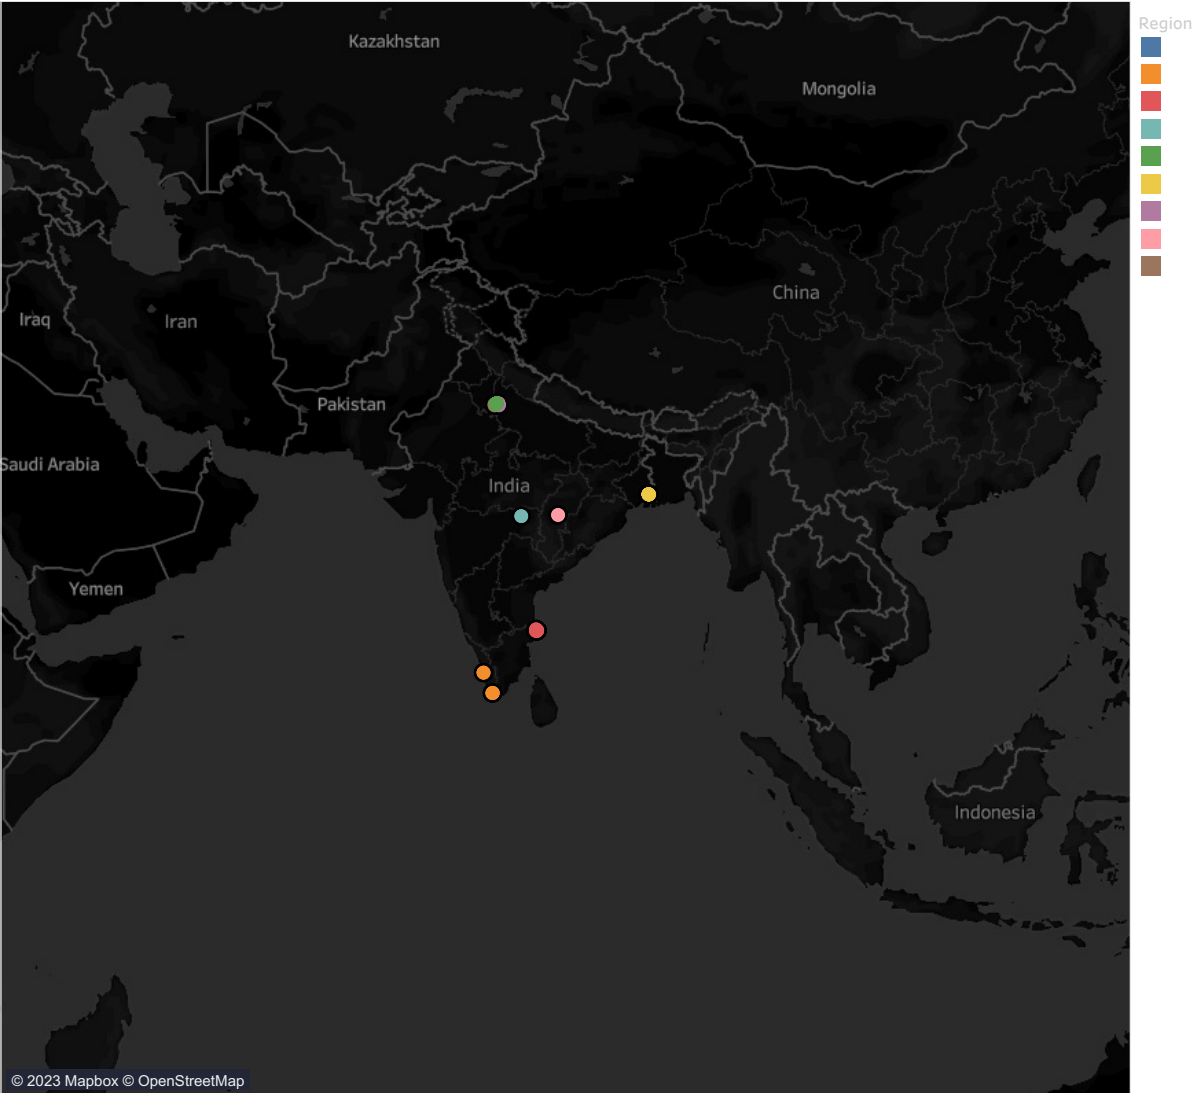 Region
Kazakhstan
Mongolia
China
Iraq
Iran
Pakistan
Saudi Arabia
India
Yemen
Indonesia
© 2023 Mapbox © OpenStreetMap